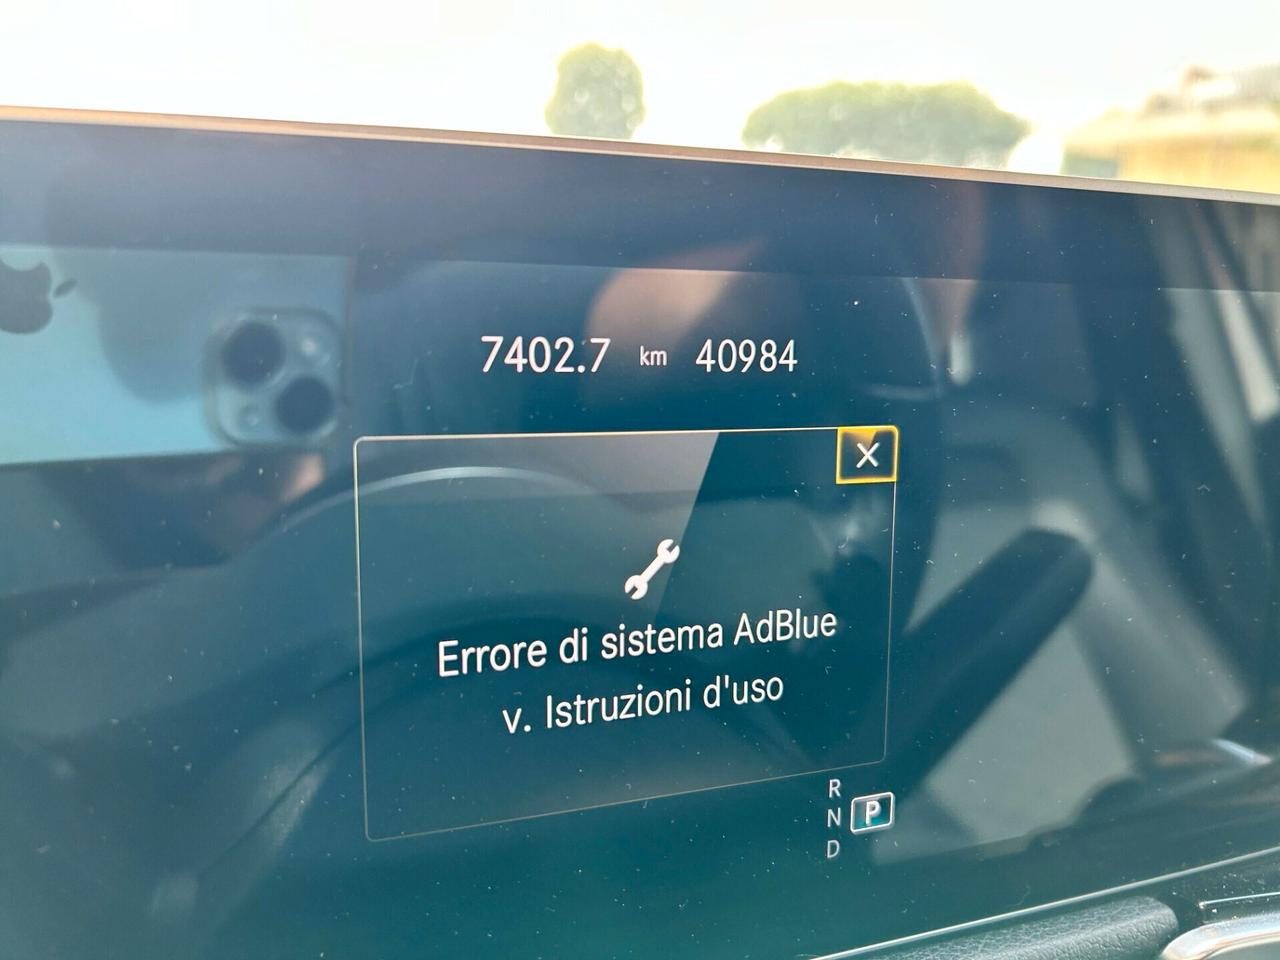 7402.7 km 40984
X
Errore di sistema AdBlue
v. Istruzioni d'uso
R
N P
D